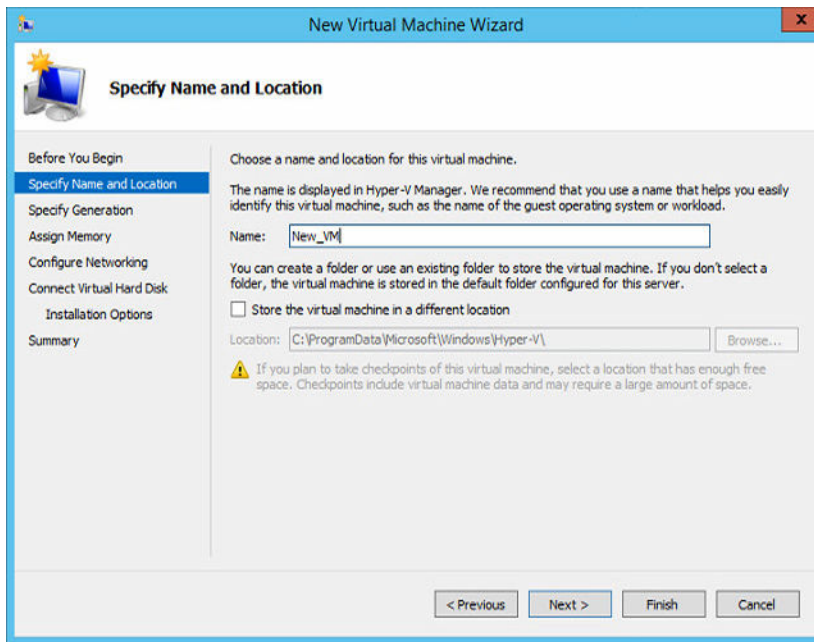 New Virtual Machine Wizard
x
Specify Name and Location
Before You Begin
Specify Name and Location
Specify Generation
Assign Memory
Configure Networking
Connect Virtual Hard Disk
Installation Options
Summary
Choose a name and location for this virtual machine.
The name is displayed in Hyper-V Manager. We recommend that you use a name that helps you easily
identify this virtual machine, such as the name of the guest operating system or workload.
Name: New_VM
You can create a folder or use an existing folder to store the virtual machine. If you don't select a
folder, the virtual machine is stored in the default folder configured for this server.
Store the virtual machine in a different location
Location: C:\ProgramData\Microsoft\Windows\Hyper-V\ Browse...
If you plan to take checkpoints of this virtual machine, select a location that has enough free
space. Checkpoints include virtual machine data and may require a large amount of space.
< Previous Next > Finish Cancel